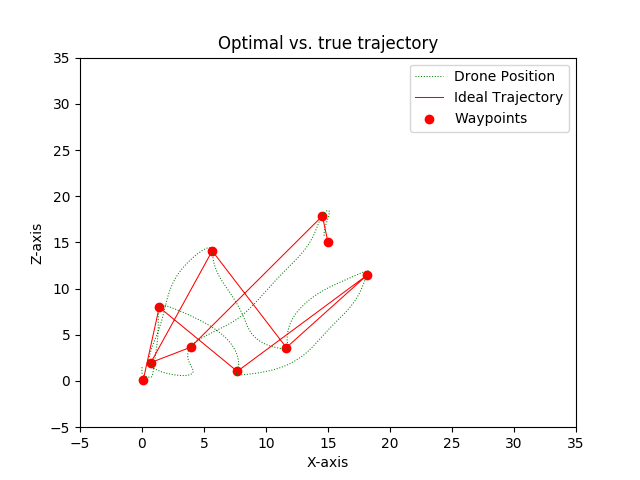 Optimal vs. true trajectory
Drone Position
Ideal Trajectory
Waypoints
Z-axis
35
30
25
20
15
10
5
0
−5
−5 0 5 10 15 20 25 30 35
X-axis